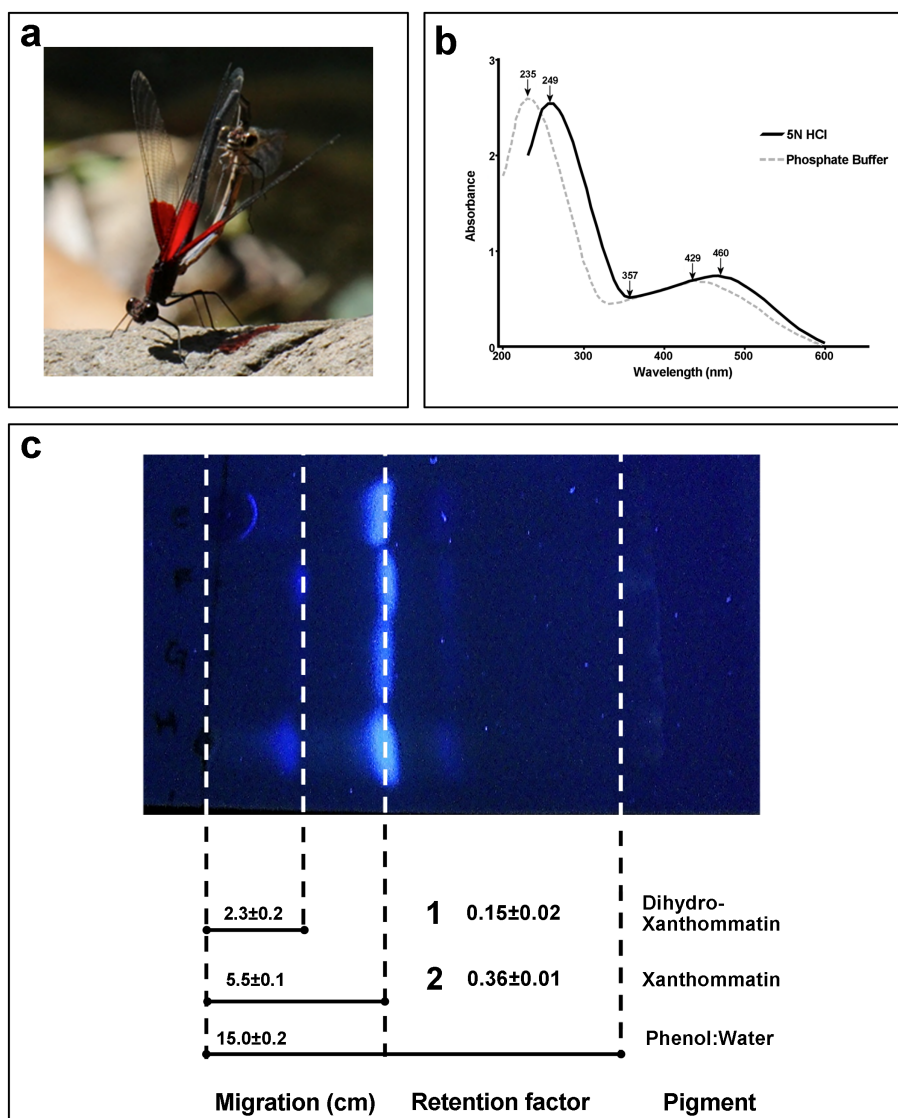 a
b
3
2
1
0
200
300
400
500
600
235
249
357
429
460
5N HCl
Phosphate Buffer
Absorbance
Wavelength (nm)
c
F
G
2.3±0.2
1 0.15±0.02
Dihydro-
Xanthommatin
5.5±0.1
2 0.36±0.01
Xanthommatin
15.0±0.2
Phenol:Water
Migration (cm) Retention factor Pigment